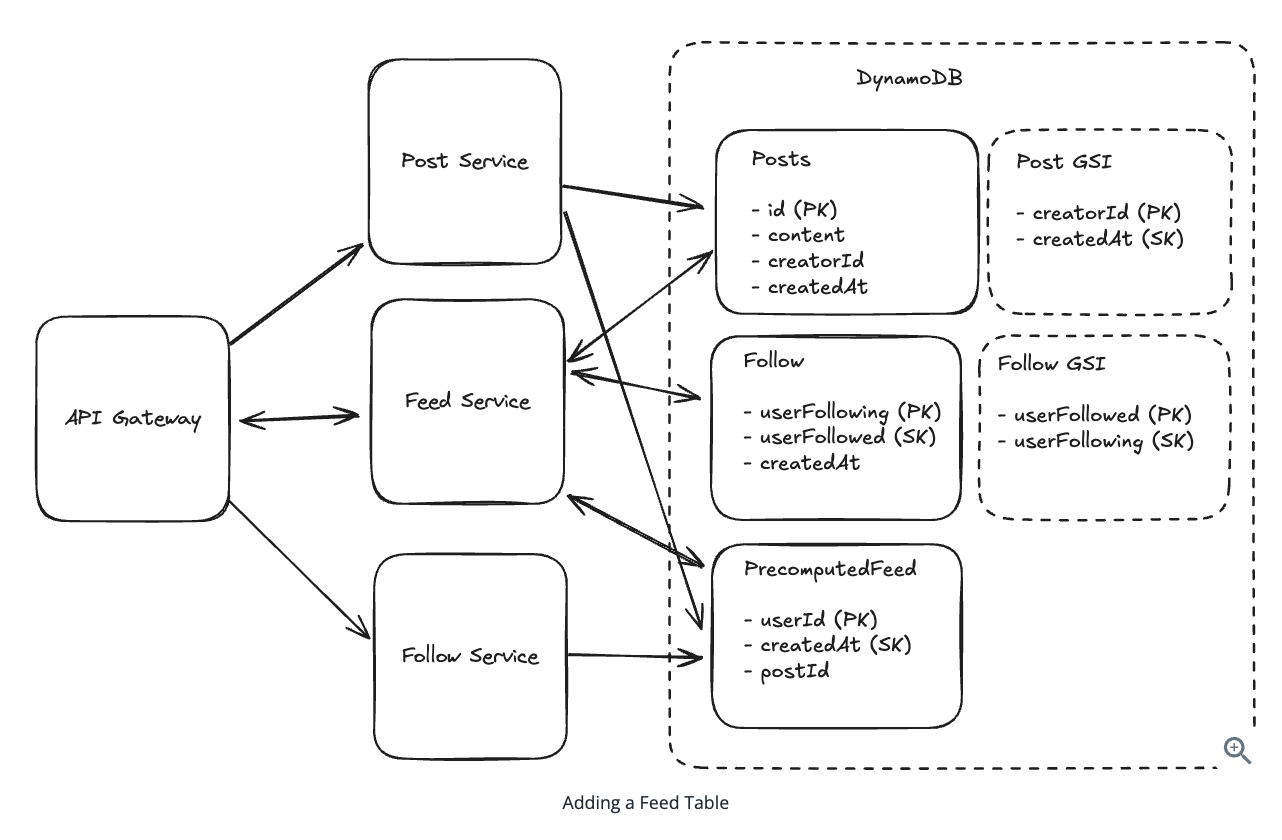 DynamoDB
Post Service
Posts
- id (PK)
- content
- creatorId
- createdAt
Post GSI
- creatorId (PK)
- createdAt (SK)
API Gateway
Feed Service
Follow
- userFollowing (PK)
- userFollowed (SK)
- createdAt
Follow GSI
- userFollowed (PK)
- userFollowing (SK)
Follow Service
PrecomputedFeed
- userId (PK)
- createdAt (SK)
- postId
Adding a Feed Table